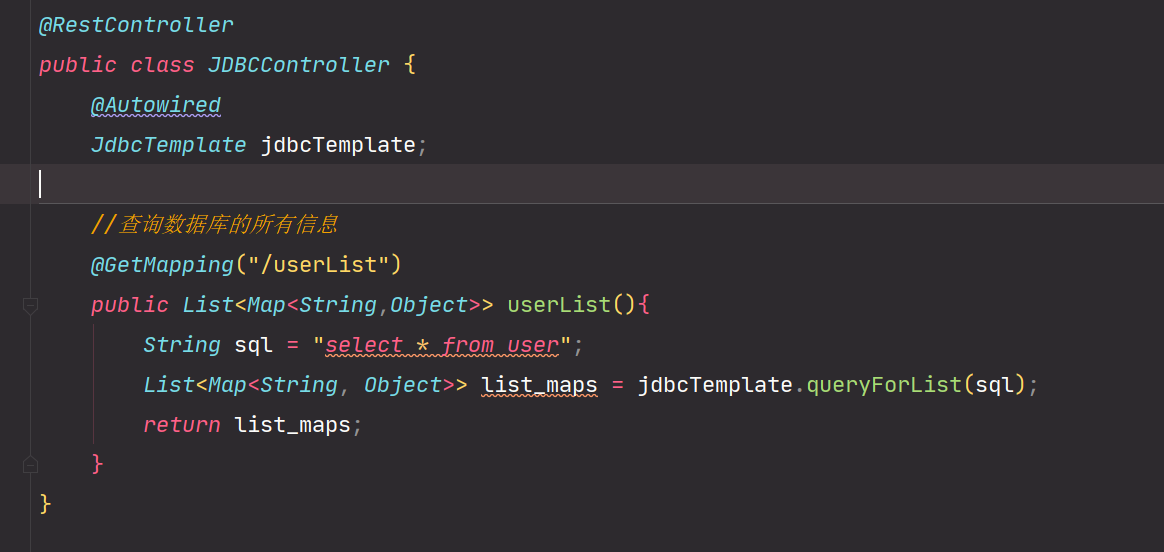 @RestController
public class JDBCController {
    @Autowired
    JdbcTemplate jdbcTemplate;
    //查询数据库的所有信息
    @GetMapping("/userList")
    public List<Map<String,Object>> userList(){
        String sql = "select * from user";
        List<Map<String, Object>> list_maps = jdbcTemplate.queryForList(sql);
        return list_maps;
    }
}